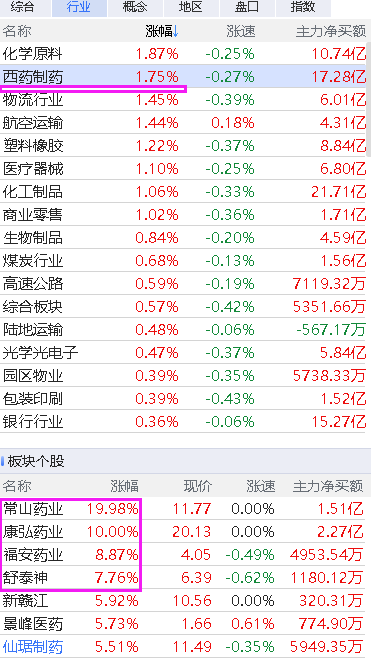 综合 行业 概念 地区 盘口 指数
名称 涨幅↓ 涨速 主力净买额
化学原料 1.87% -0.25% 10.74亿
西药制药 1.75% -0.27% 17.28亿
物流行业 1.45% -0.39% 6.01亿
航空运输 1.44% 0.18% 4.31亿
塑料橡胶 1.22% -0.37% 8.84亿
医疗器械 1.10% -0.25% 6.80亿
化工制品 1.06% -0.33% 21.71亿
商业零售 1.02% -0.36% 1.71亿
生物制品 0.84% -0.20% 4.59亿
煤炭行业 0.68% -0.13% 1.56亿
高速公路 0.59% -0.19% 7119.32万
综合板块 0.57% -0.42% 5351.66万
陆地运输 0.48% -0.06% -567.17万
光学光电子 0.47% -0.37% 5.84亿
园区物业 0.39% -0.35% 5738.33万
包装印刷 0.39% -0.43% 1.52亿
银行行业 0.36% -0.06% 15.27亿
板块个股
名称 涨幅 现价 涨速 主力净买额
常山药业 19.98% 11.77 0.00% 1.51亿
康弘药业 10.00% 20.13 0.00% 2.27亿
福安药业 8.87% 4.05 -0.49% 4953.54万
舒泰神 7.76% 6.39 -0.62% 1180.12万
新赣江 5.92% 10.56 0.00% 320.31万
景峰医药 5.73% 1.66 0.61% 774.90万
仙琚制药 5.51% 11.49 -0.35% 5949.35万